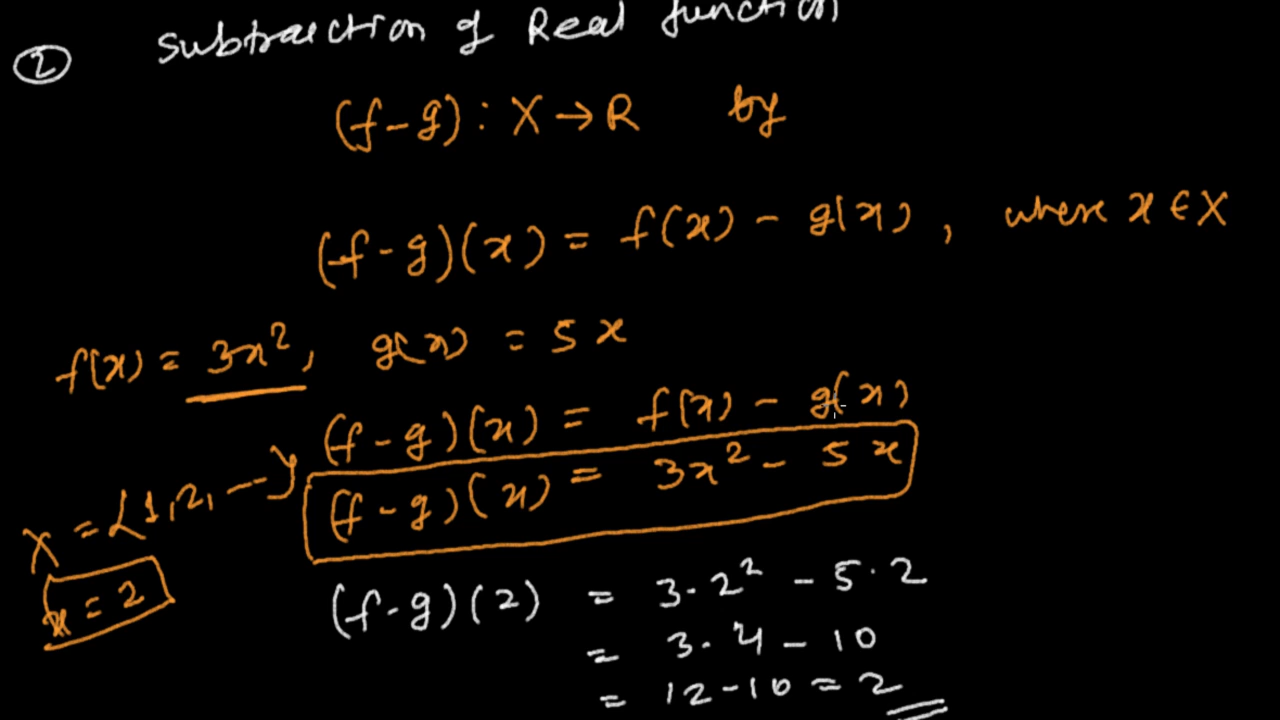 ② Subtraction of Real function
(f-g): X→R by
(f-g)(x) = f(x) - g(x), where x ∈ X
f(x) = 3x², g(x) = 5x
(f-g)(x) = f(x) - g(x)
X = {1,2, --}
(f-g)(x) = 3x² - 5x
x = 2
(f-g)(2) = 3·2² - 5·2
= 3·4 - 10
= 12-10 = 2